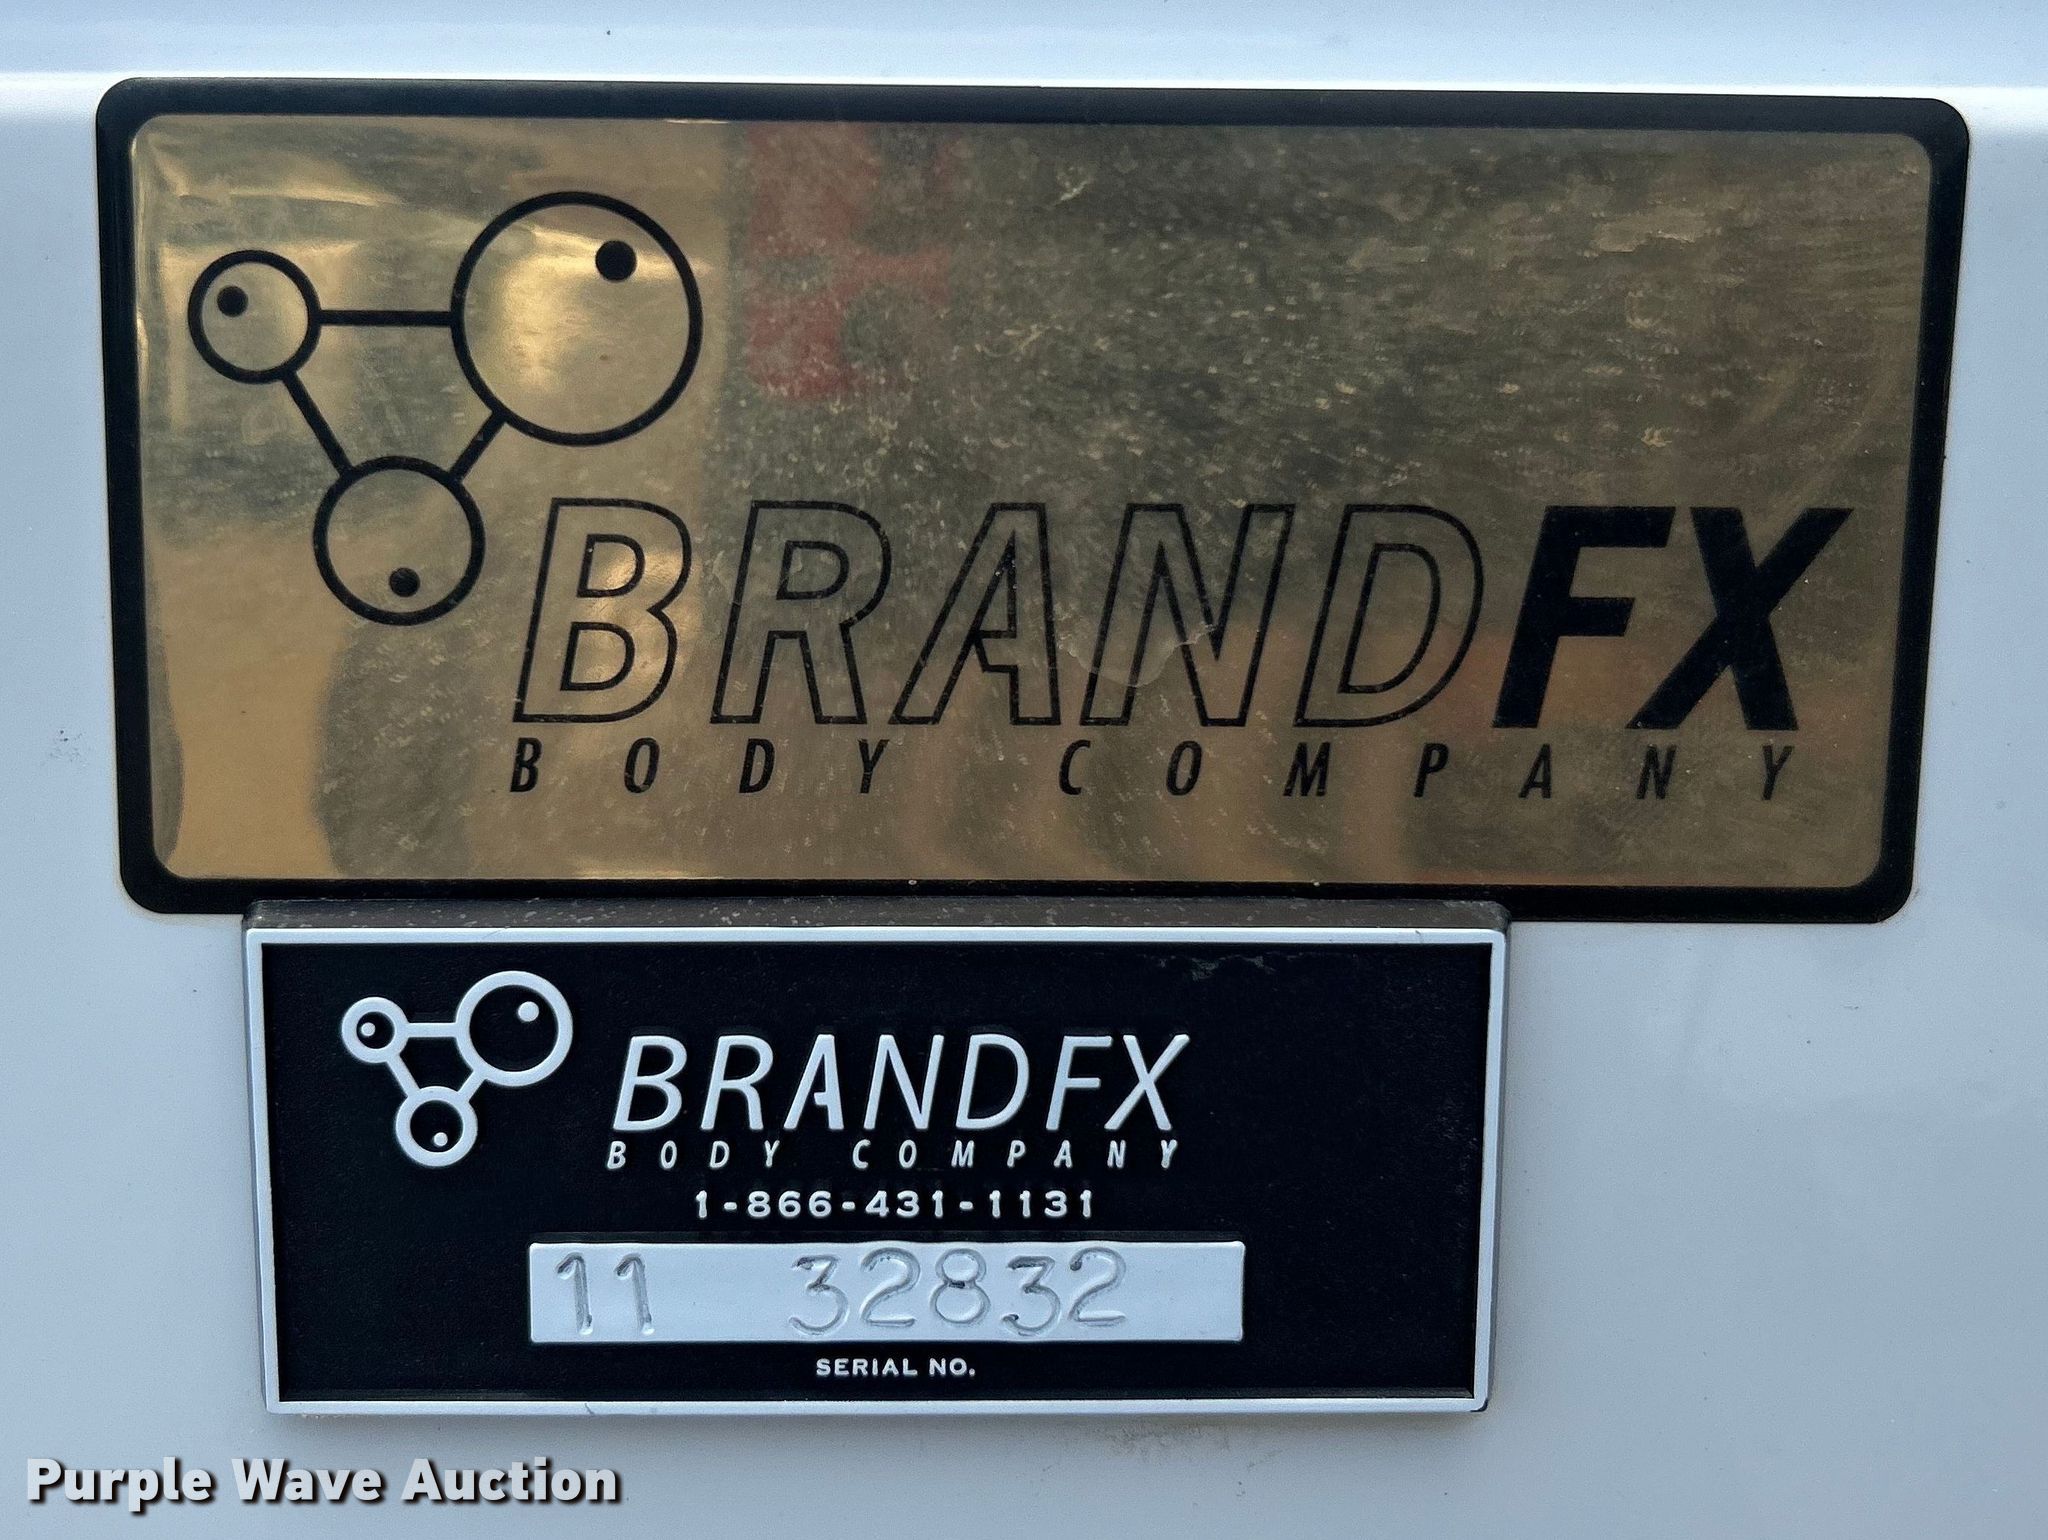 BRANDFX
BODY COMPANY
BRANDFX
BODY COMPANY
1-866-431-1131
11 32832
SERIAL NO.
Purple Wave Auction